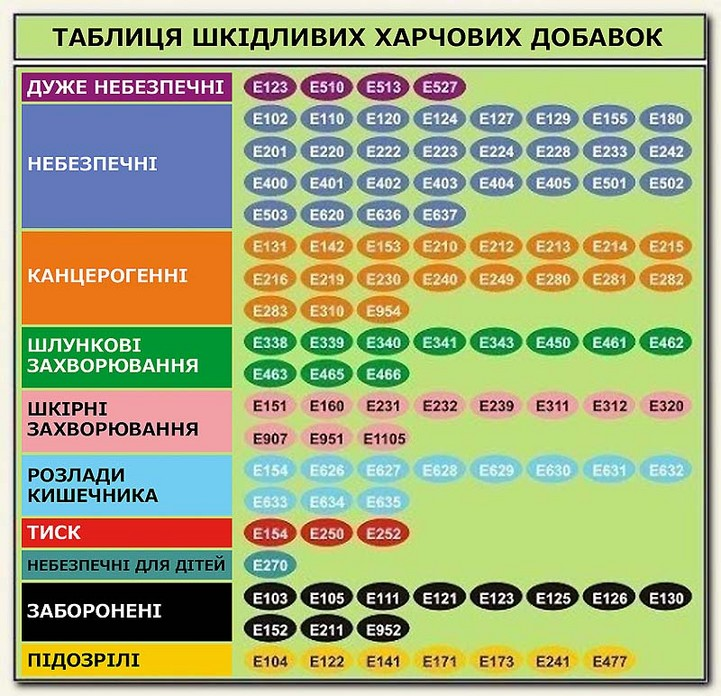 ТАБЛИЦЯ ШКІДЛИВИХ ХАРЧОВИХ ДОБАВОК
ДУЖЕ НЕБЕЗПЕЧНІ E123 E510 E513 E527
НЕБЕЗПЕЧНІ
E102 E110 E120 E124 E127 E129 E155 E180
E201 E220 E222 E223 E224 E228 E233 E242
E400 E401 E402 E403 E404 E405 E501 E502
E503 E620 E636 E637
КАНЦЕРОГЕННІ
E131 E142 E153 E210 E212 E213 E214 E215
E216 E219 E230 E240 E249 E280 E281 E282
E283 E310 E954
ШЛУНКОВІ
ЗАХВОРЮВАННЯ
E338 E339 E340 E341 E343 E450 E461 E462
E463 E465 E466
ШКІРНІ
ЗАХВОРЮВАННЯ
E151 E160 E231 E232 E239 E311 E312 E320
E907 E951 E1105
РОЗЛАДИ
КИШЕЧНИКА
E154 E626 E627 E628 E629 E630 E631 E632
E633 E634 E635
ТИСК E154 E250 E252
НЕБЕЗПЕЧНІ ДЛЯ ДІТЕЙ E270
ЗАБОРОНЕНІ
E103 E105 E111 E121 E123 E125 E126 E130
E152 E211 E952
ПІДОЗРІЛІ E104 E122 E141 E171 E173 E241 E477